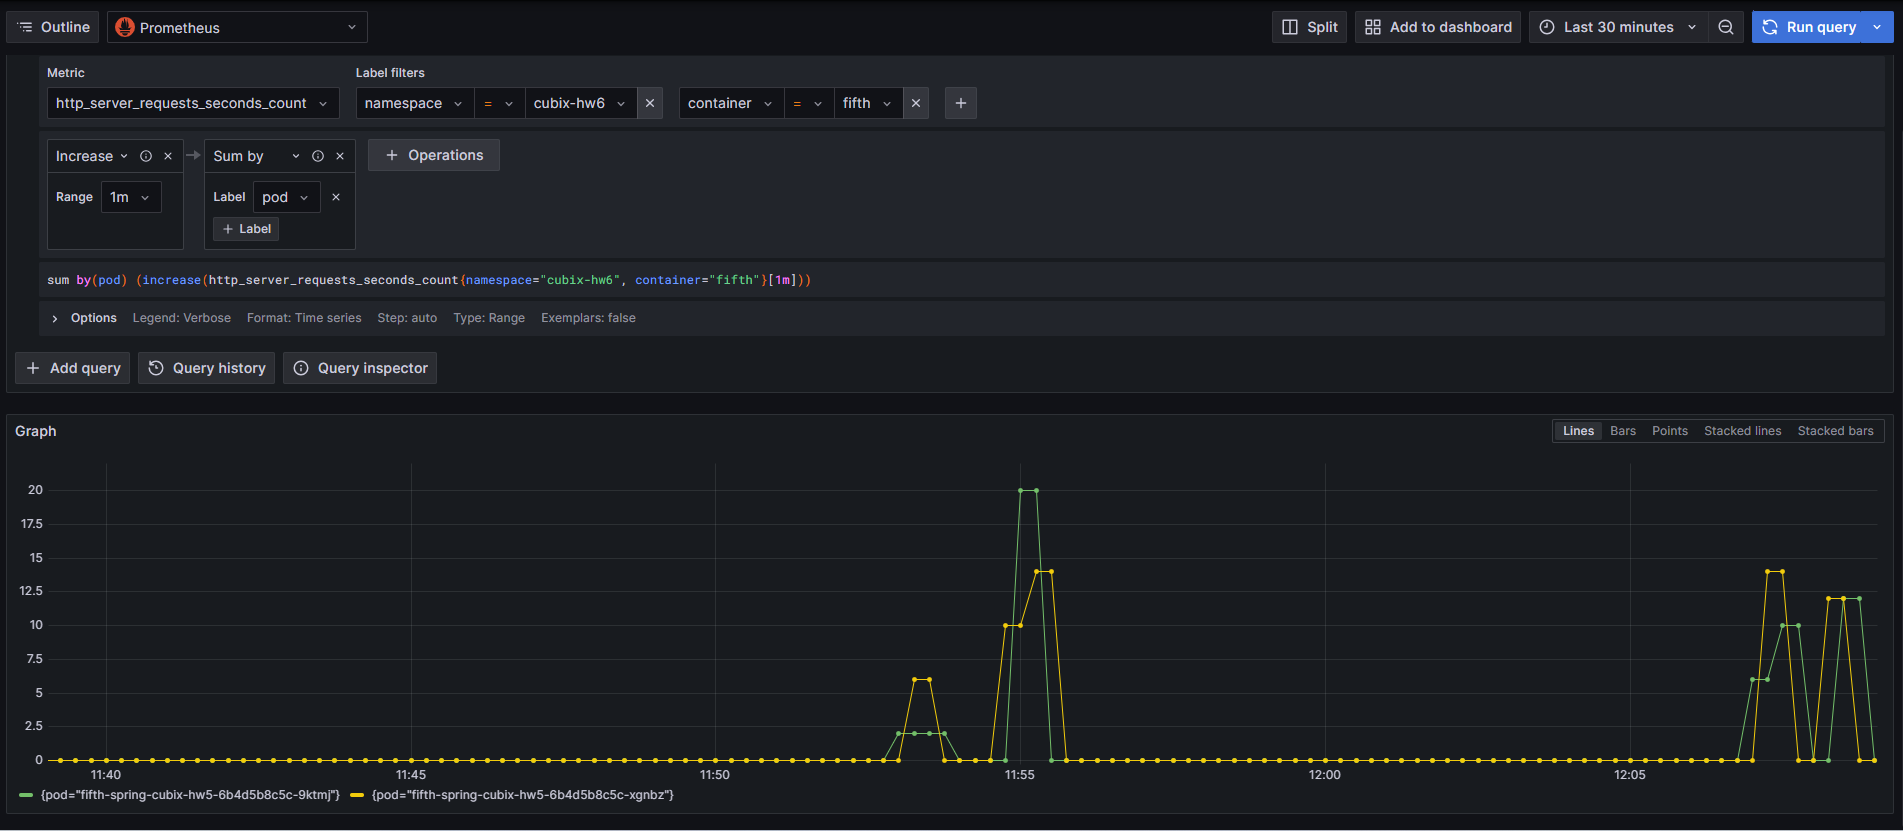 Outline Prometheus Split Add to dashboard Last 30 minutes Run query
Metric Label filters
http_server_requests_seconds_count namespace = cubix-hw6 container = fifth
Increase Sum by Operations
Range 1m Label pod
Label
sum by(pod) (increase(http_server_requests_seconds_count{namespace="cubix-hw6", container="fifth"}[1m]))
Options Legend: Verbose Format: Time series Step: auto Type: Range Exemplars: false
Add query Query history Query inspector
Graph Lines Bars Points Stacked lines Stacked bars
20
17.5
15
12.5
10
7.5
5
2.5
0
11:40 11:45 11:50 11:55 12:00 12:05
{pod="fifth-spring-cubix-hw5-6b4d5b8c5c-9ktmj"} {pod="fifth-spring-cubix-hw5-6b4d5b8c5c-xgnbz"}